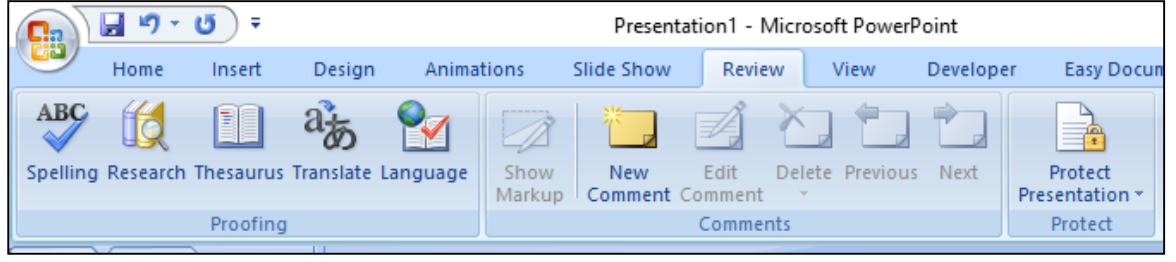 Presentation1 - Microsoft PowerPoint
Home Insert Design Animations Slide Show Review View Developer Easy Docum
ABC
Spelling Research Thesaurus Translate Language Show Markup New Comment Edit Comment Delete Previous Next Protect Presentation
Proofing Comments Protect